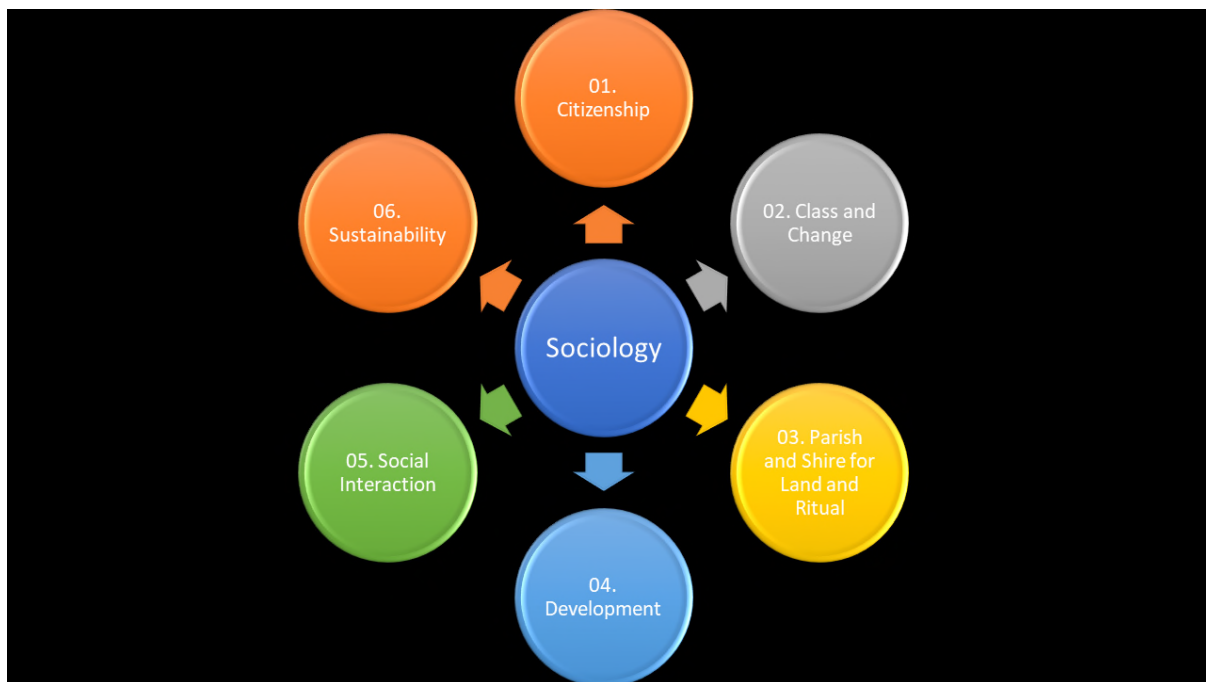 01.
Citizenship
02. Class and
Change
03. Parish
and Shire for
Land and
Ritual
04.
Development
05. Social
Interaction
06.
Sustainability
Sociology